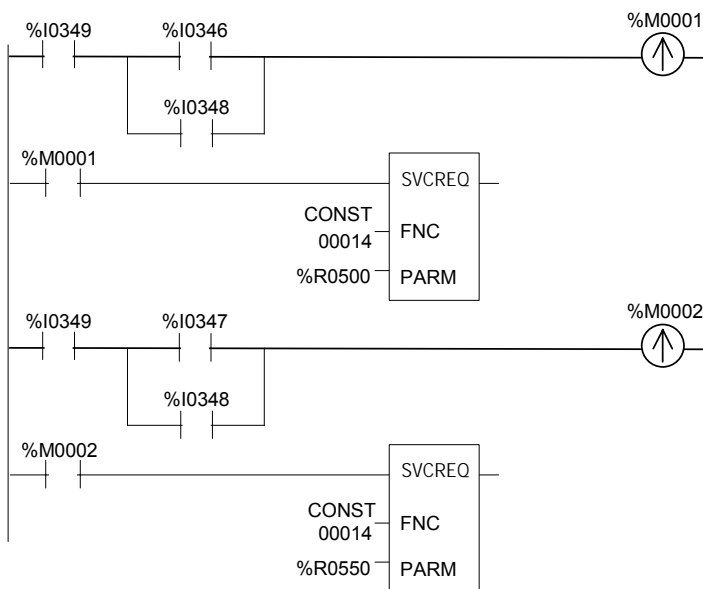 %M0001
%I0349 %I0346
%I0348
%M0001
SVCREQ
CONST
00014 FNC
%R0500 PARM
%M0002
%I0349 %I0347
%I0348
%M0002
SVCREQ
CONST
00014 FNC
%R0550 PARM